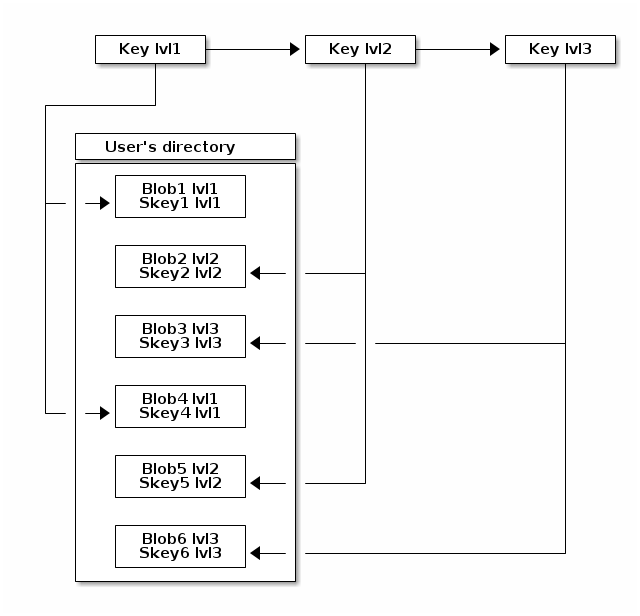 Key lvl1
Key lvl2
Key lvl3
User's directory
Blob1 lvl1
Skey1 lvl1
Blob2 lvl2
Skey2 lvl2
Blob3 lvl3
Skey3 lvl3
Blob4 lvl1
Skey4 lvl1
Blob5 lvl2
Skey5 lvl2
Blob6 lvl3
Skey6 lvl3